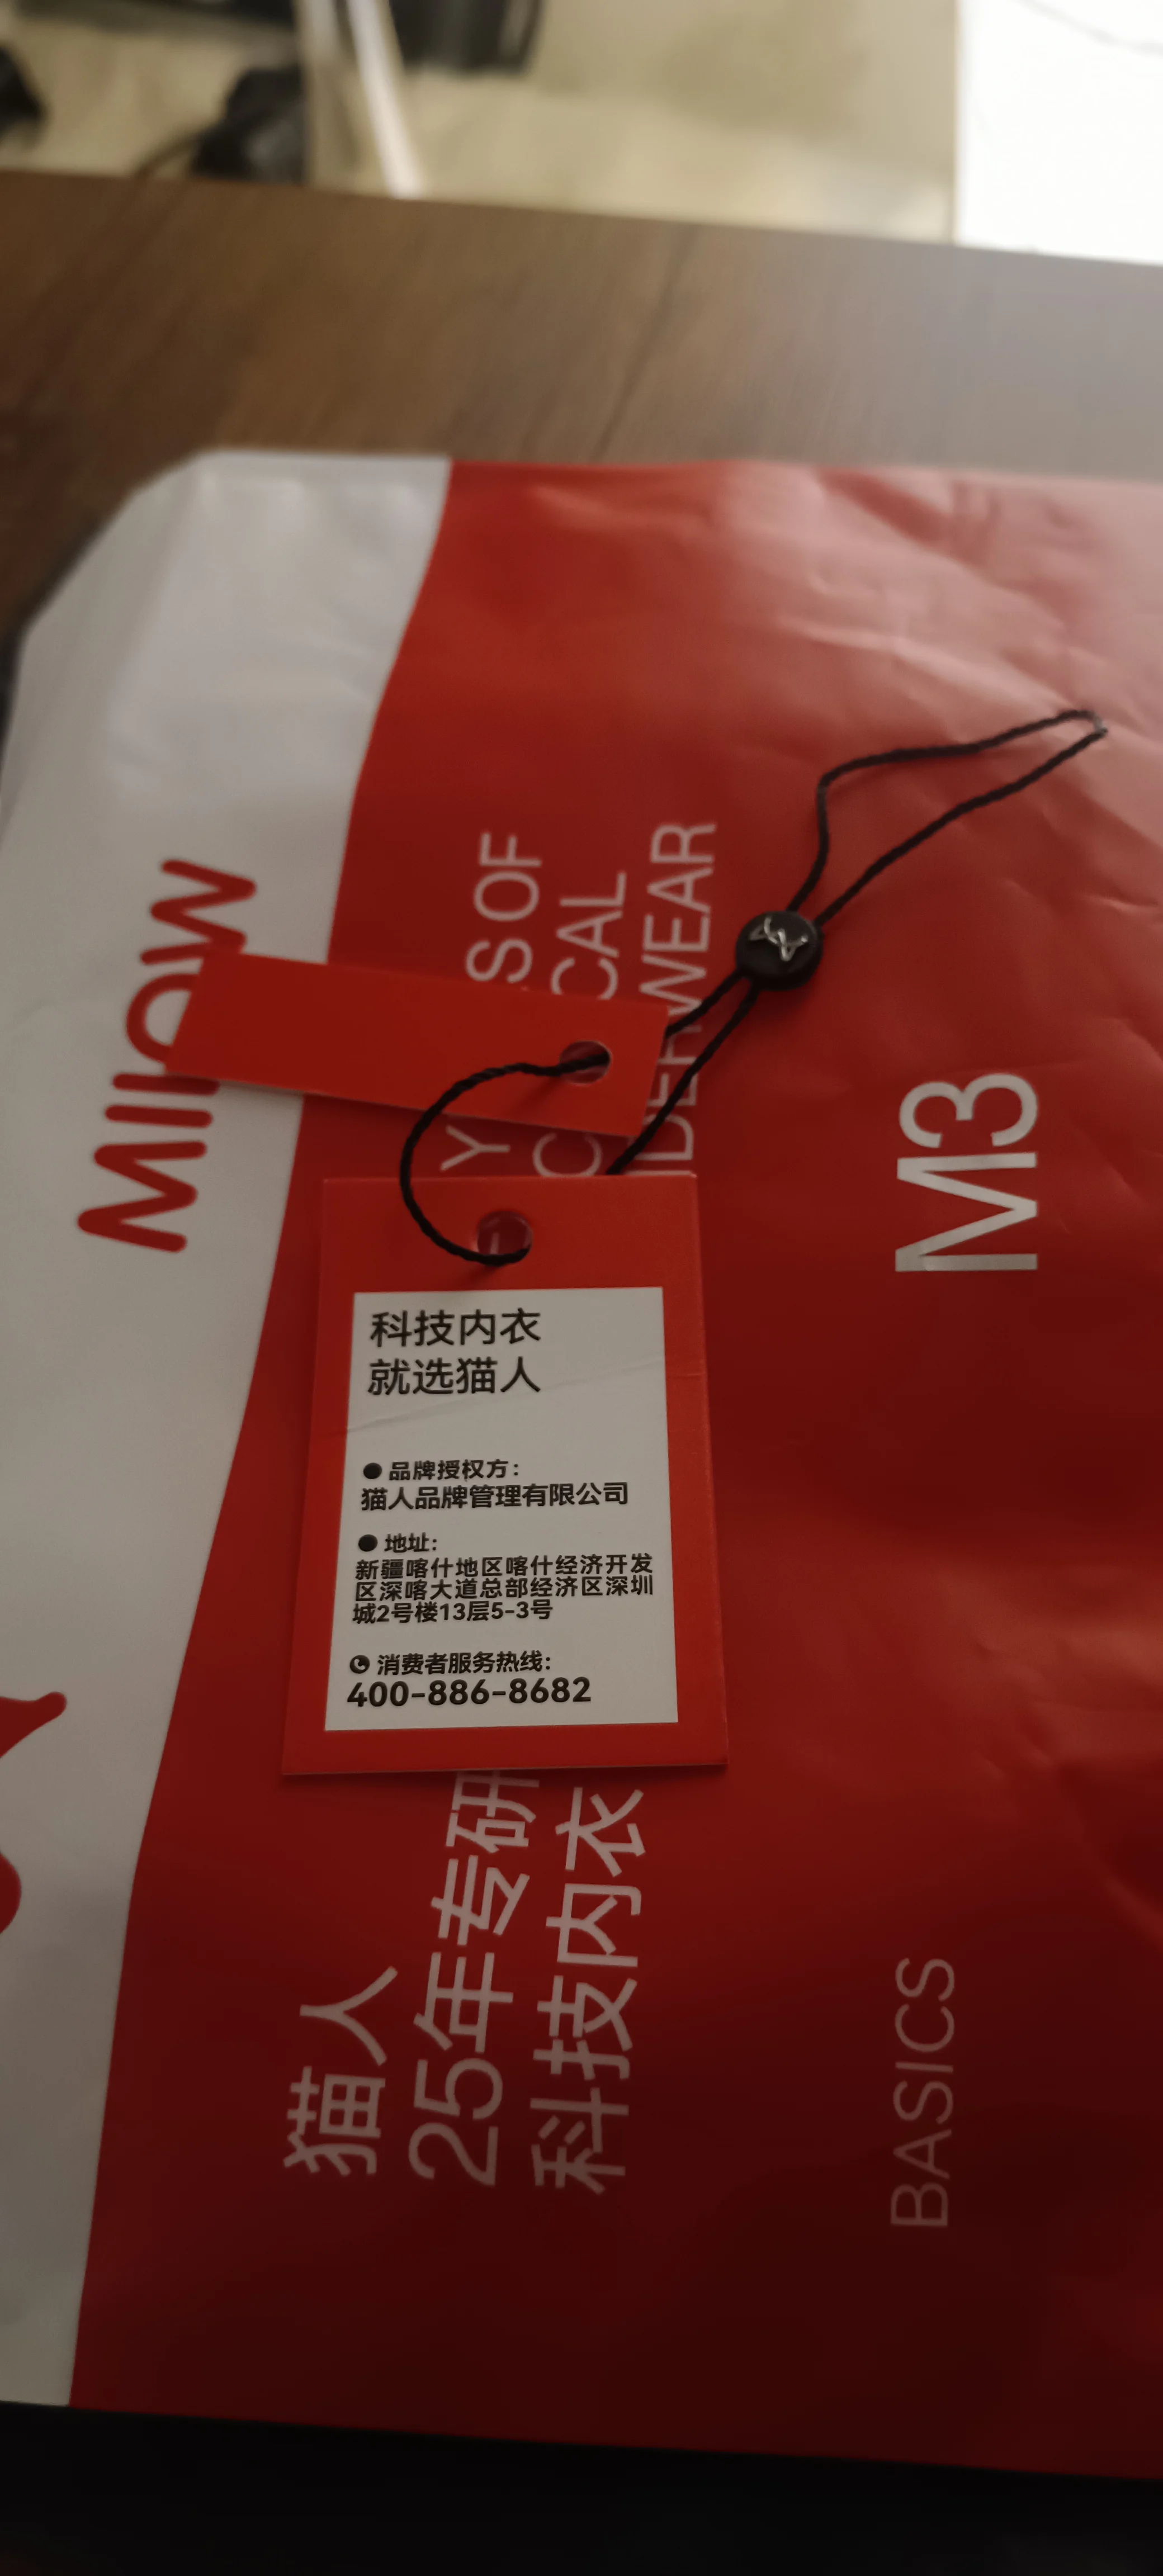 科技内衣
就选猫人
● 品牌授权方:
猫人品牌管理有限公司
● 地址:
新疆喀什地区喀什经济开发
区深喀大道总部经济区深圳
城2号楼13层5-3号
消费者服务热线:
400-886-8682
MIIOW
S OF
CAL
WEAR
M3
猫人
25年专研
科技内衣
BASICS